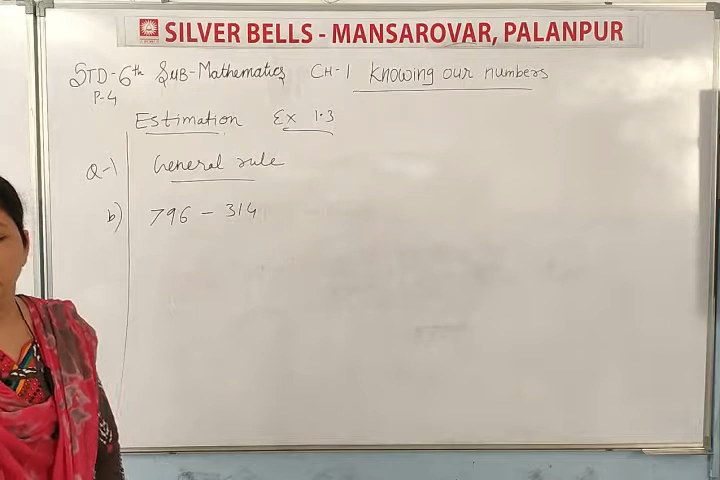 SILVER BELLS - MANSAROVAR, PALANPUR
STD-6th SUB-Mathematics CH-1 Knowing our numbers
P-4
Estimation Ex 1.3
Q-1 General rule
b) 796 - 314